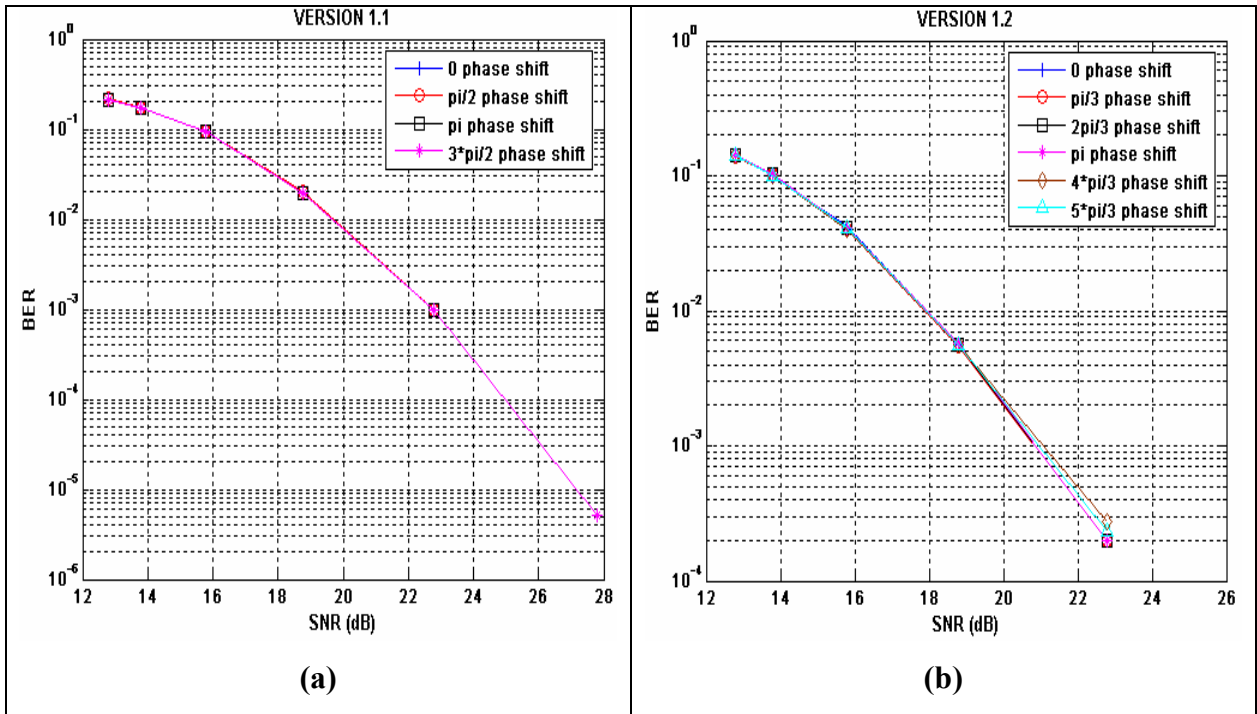 VERSION 1.1
10^0
10^-1
10^-2
10^-3
10^-4
10^-5
10^-6
BER
0 phase shift
pi/2 phase shift
pi phase shift
3*pi/2 phase shift
12 14 16 18 20 22 24 26 28
SNR (dB)
(a)
VERSION 1.2
10^0
10^-1
10^-2
10^-3
10^-4
BER
0 phase shift
pi/3 phase shift
2pi/3 phase shift
pi phase shift
4*pi/3 phase shift
5*pi/3 phase shift
12 14 16 18 20 22 24 26
SNR (dB)
(b)